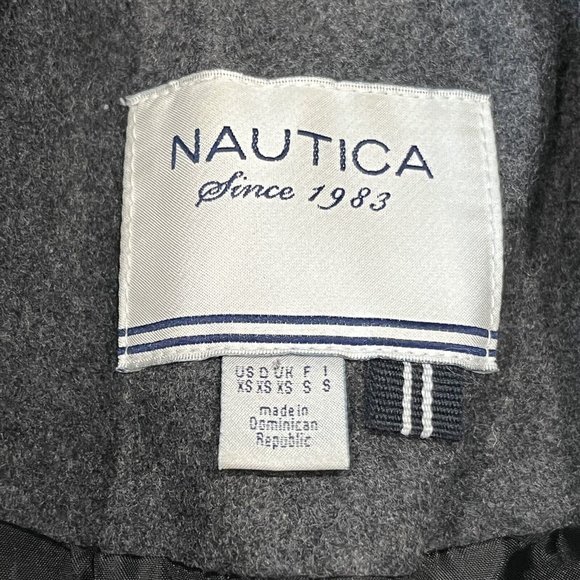 NAUTICA
Since 1983
US D UK F I
XS XS XS S S
made in
Dominican
Republic